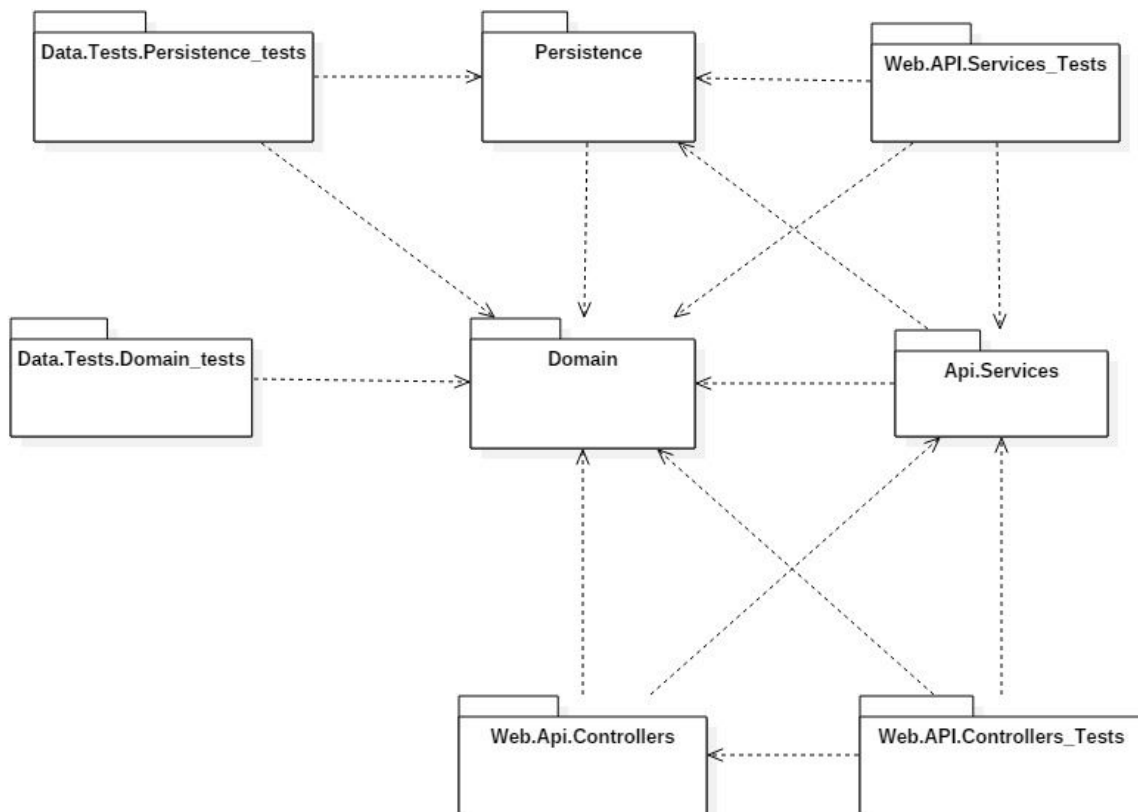 Data.Tests.Persistence_tests
Persistence
Web.API.Services_Tests
Data.Tests.Domain_tests
Domain
Api.Services
Web.Api.Controllers
Web.API.Controllers_Tests